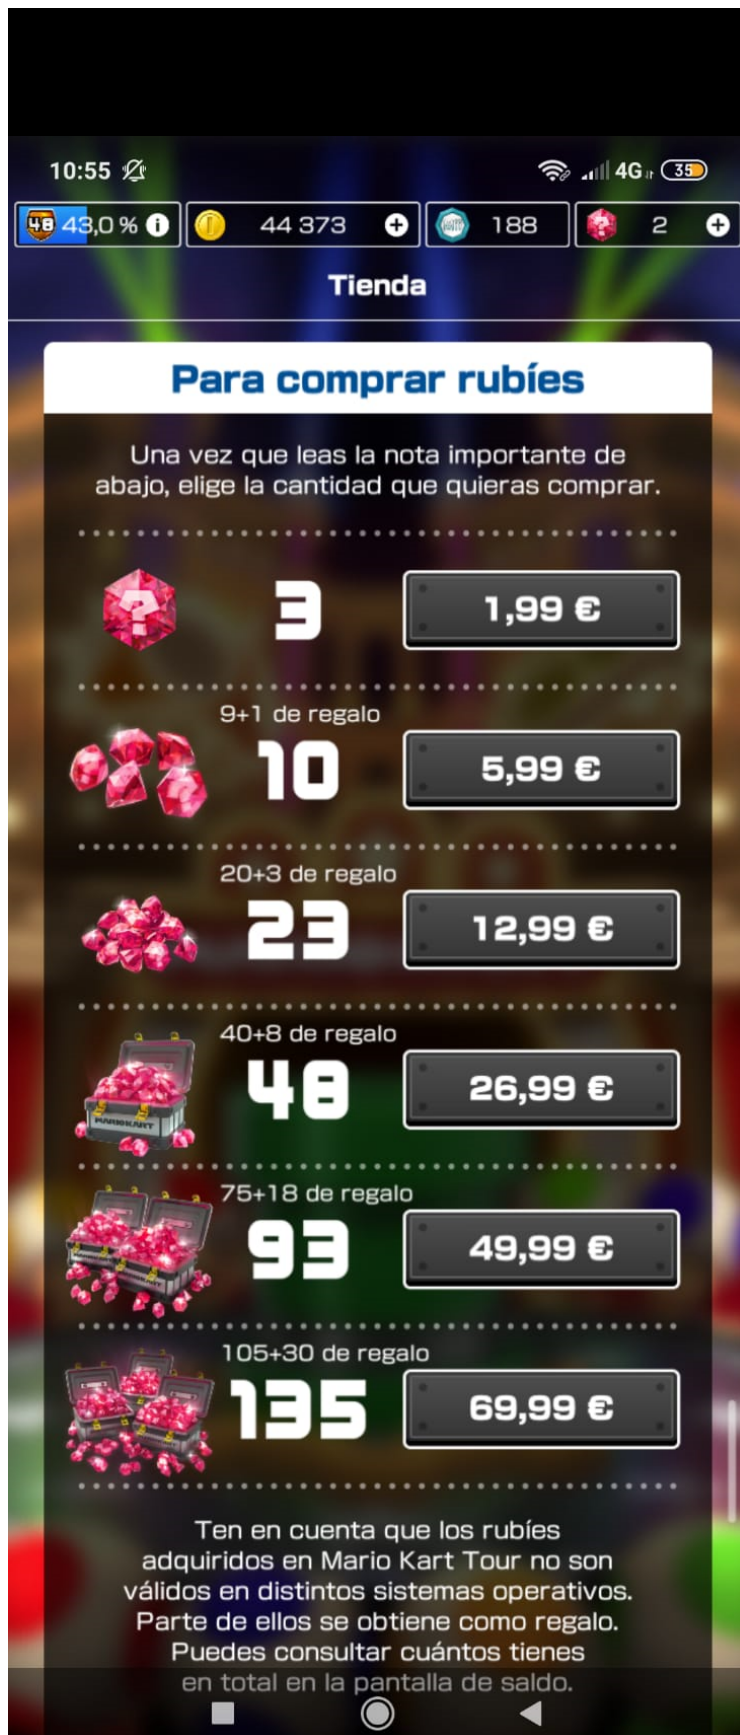 10:55 4G 35
48 43,0 % i 44 373 + 188 2 +
Tienda
Para comprar rubíes
Una vez que leas la nota importante de
abajo, elige la cantidad que quieras comprar.
3 1,99 €
9+1 de regalo
10 5,99 €
20+3 de regalo
23 12,99 €
40+8 de regalo
48 26,99 €
MARIOKART
75+18 de regalo
93 49,99 €
105+30 de regalo
135 69,99 €
Ten en cuenta que los rubíes
adquiridos en Mario Kart Tour no son
válidos en distintos sistemas operativos.
Parte de ellos se obtiene como regalo.
Puedes consultar cuántos tienes
en total en la pantalla de saldo.